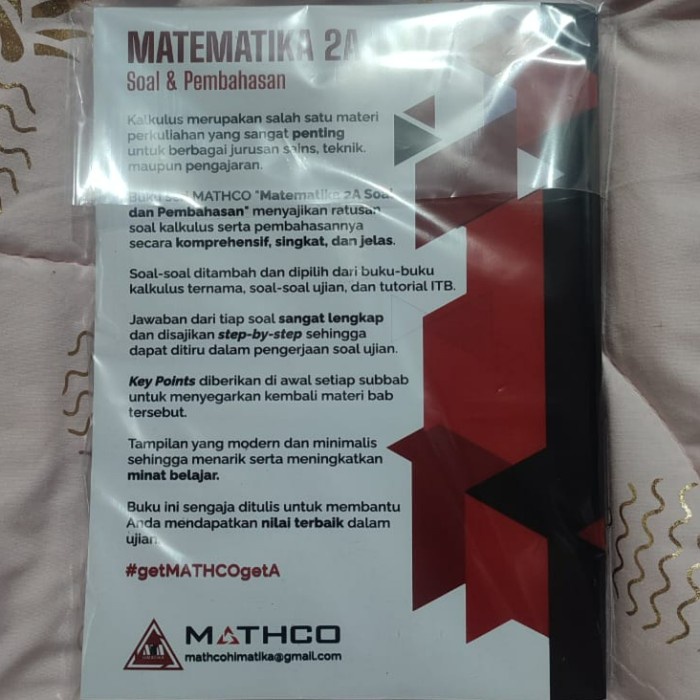 MATEMATIKA 2A
Soal & Pembahasan
Kalkulus merupakan salah satu materi
perkuliahan yang sangat penting
untuk berbagai jurusan sains, teknik.
maupun pengajaran.
Buku seri MATHCO "Matematika 2A Soal
dan Pembahasan" menyajikan ratusan
soal kalkulus serta pembahasannya
secara komprehensif, singkat, dan jelas.
Soal-soal ditambah dan dipilih dari buku-buku
kalkulus ternama, soal-soal ujian, dan tutorial ITB.
Jawaban dari tiap soal sangat lengkap
dan disajikan step-by-step sehingga
dapat ditiru dalam pengerjaan soal ujian.
Key Points diberikan di awal setiap subbab
untuk menyegarkan kembali materi bab
tersebut.
Tampilan yang modern dan minimalis
sehingga menarik serta meningkatkan
minat belajar.
Buku ini sengaja ditulis untuk membantu
Anda mendapatkan nilai terbaik dalam
ujian
#getMATHCOgetA
MATHCO
mathcohimatika@gmail.com